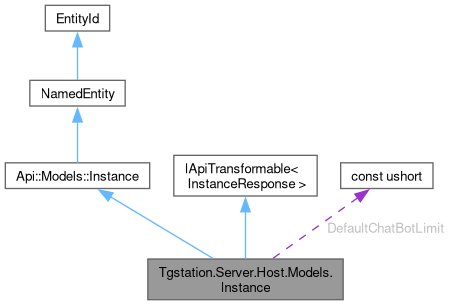 EntityId
NamedEntity
Api::Models::Instance
IApiTransformable<
InstanceResponse >
const ushort
DefaultChatBotLimit
Tgstation.Server.Host.Models.
Instance